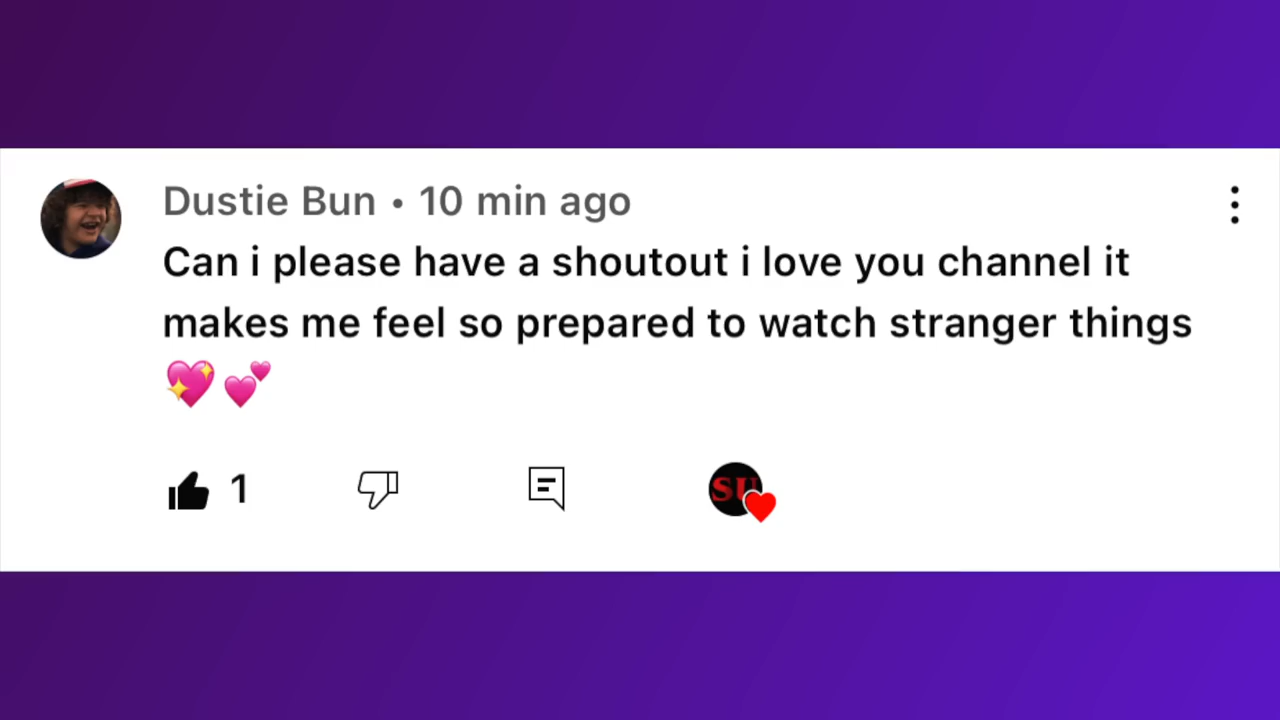 Dustie Bun • 10 min ago
Can i please have a shoutout i love you channel it
makes me feel so prepared to watch stranger things
💖💕
1
SU